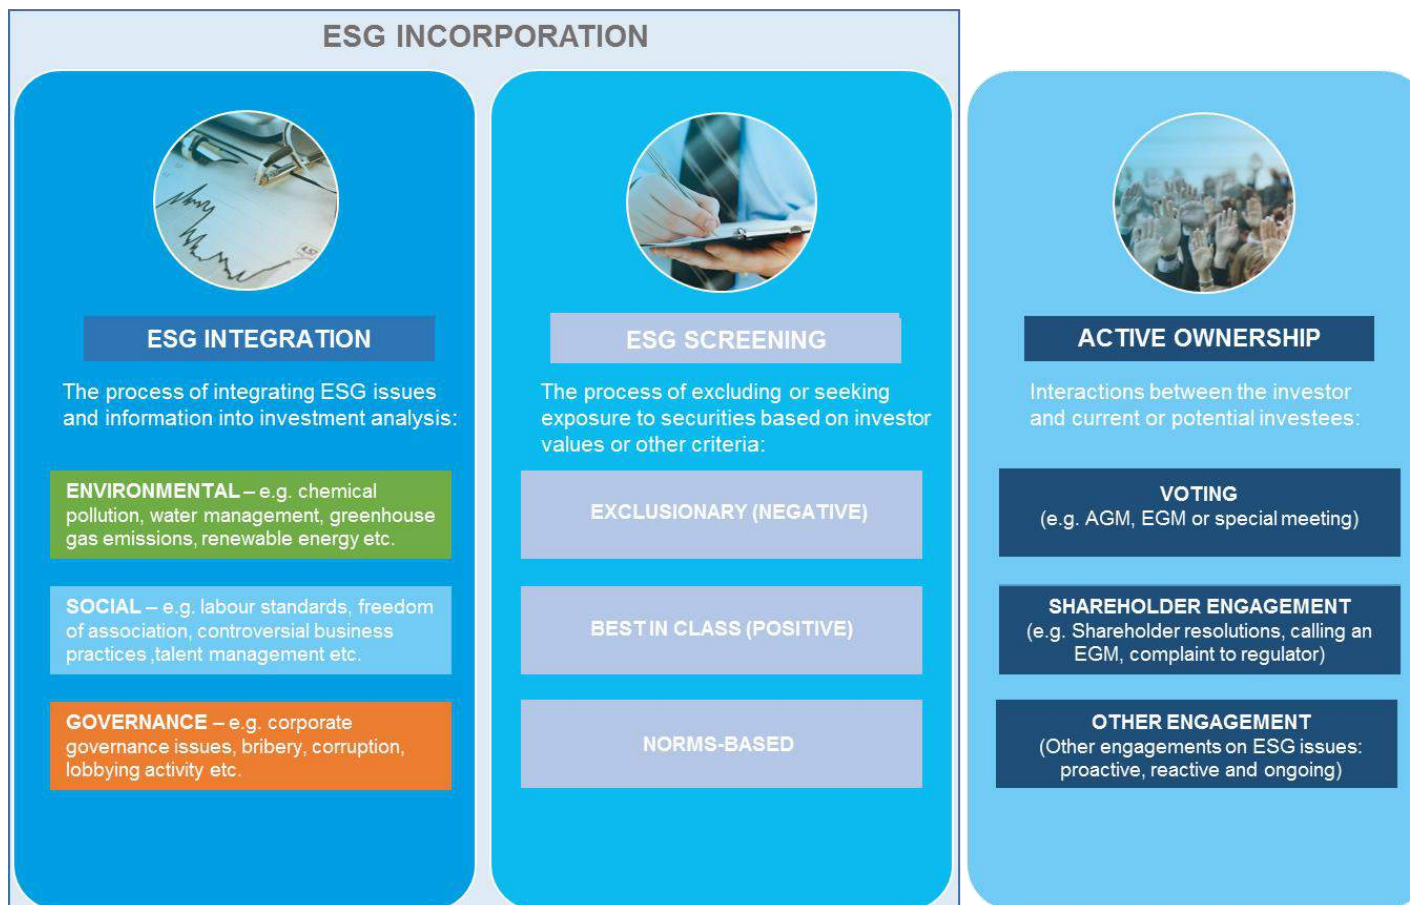 ESG INCORPORATION
ESG INTEGRATION
The process of integrating ESG issues
and information into investment analysis:
ENVIRONMENTAL – e.g. chemical
pollution, water management, greenhouse
gas emissions, renewable energy etc.
SOCIAL – e.g. labour standards, freedom
of association, controversial business
practices ,talent management etc.
GOVERNANCE – e.g. corporate
governance issues, bribery, corruption,
lobbying activity etc.
ESG SCREENING
The process of excluding or seeking
exposure to securities based on investor
values or other criteria:
EXCLUSIONARY (NEGATIVE)
BEST IN CLASS (POSITIVE)
NORMS-BASED
ACTIVE OWNERSHIP
Interactions between the investor
and current or potential investees:
VOTING
(e.g. AGM, EGM or special meeting)
SHAREHOLDER ENGAGEMENT
(e.g. Shareholder resolutions, calling an
EGM, complaint to regulator)
OTHER ENGAGEMENT
(Other engagements on ESG issues:
proactive, reactive and ongoing)